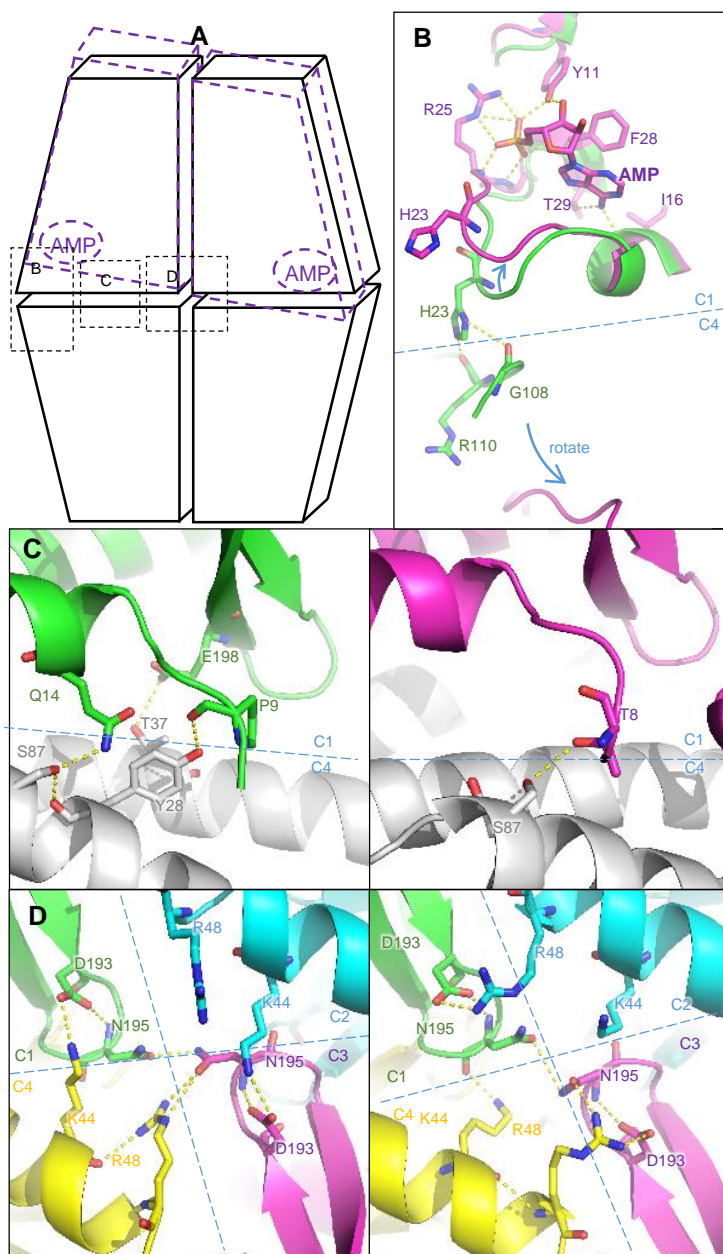 A
AMP
B
C
D
AMP
B
Y11
R25
F28
AMP
T29
I16
H23
C1
C4
H23
G108
R110
rotate
C
E198
Q14
P9
T37
C1
S87
C4
Y28
T8
C1
C4
S87
D
R48
D193
K44
N195
C2
C1
N195
C3
C4
K44
R48
D193
D193
R48
K44
N195
C2
C3
C1
N195
C4
K44
R48
D193